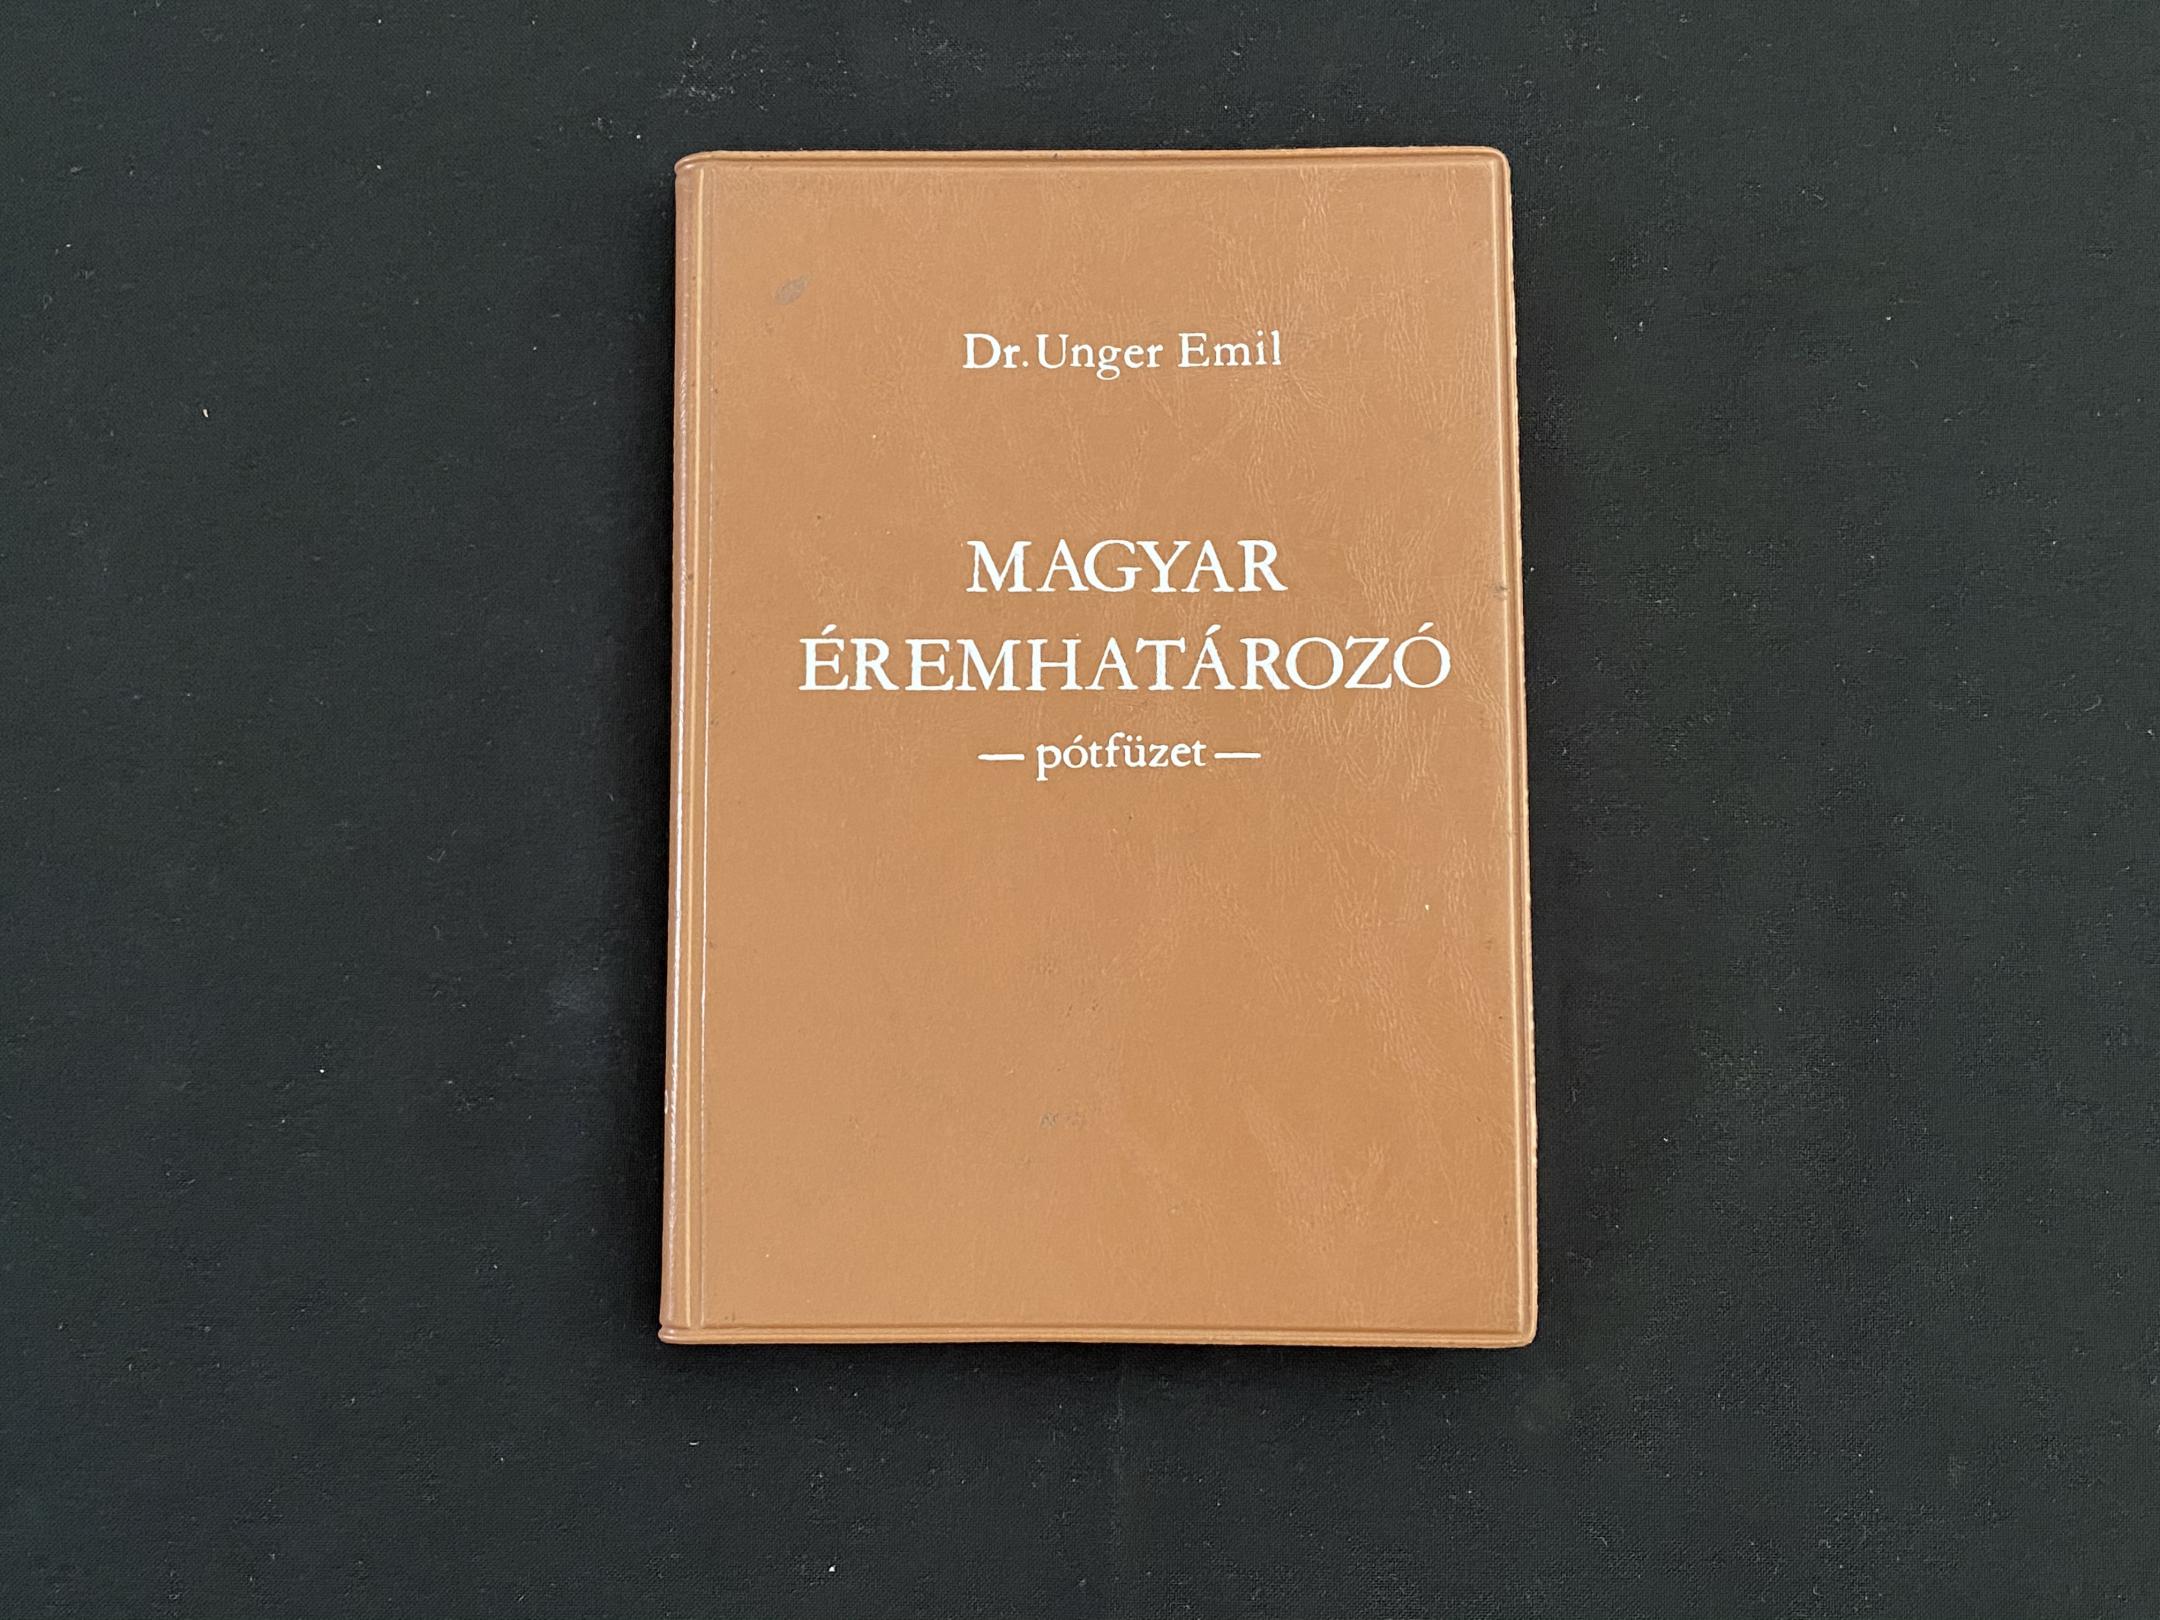 Dr. Unger Emil
MAGYAR
ÉREMHATÁROZÓ
— pótfüzet —